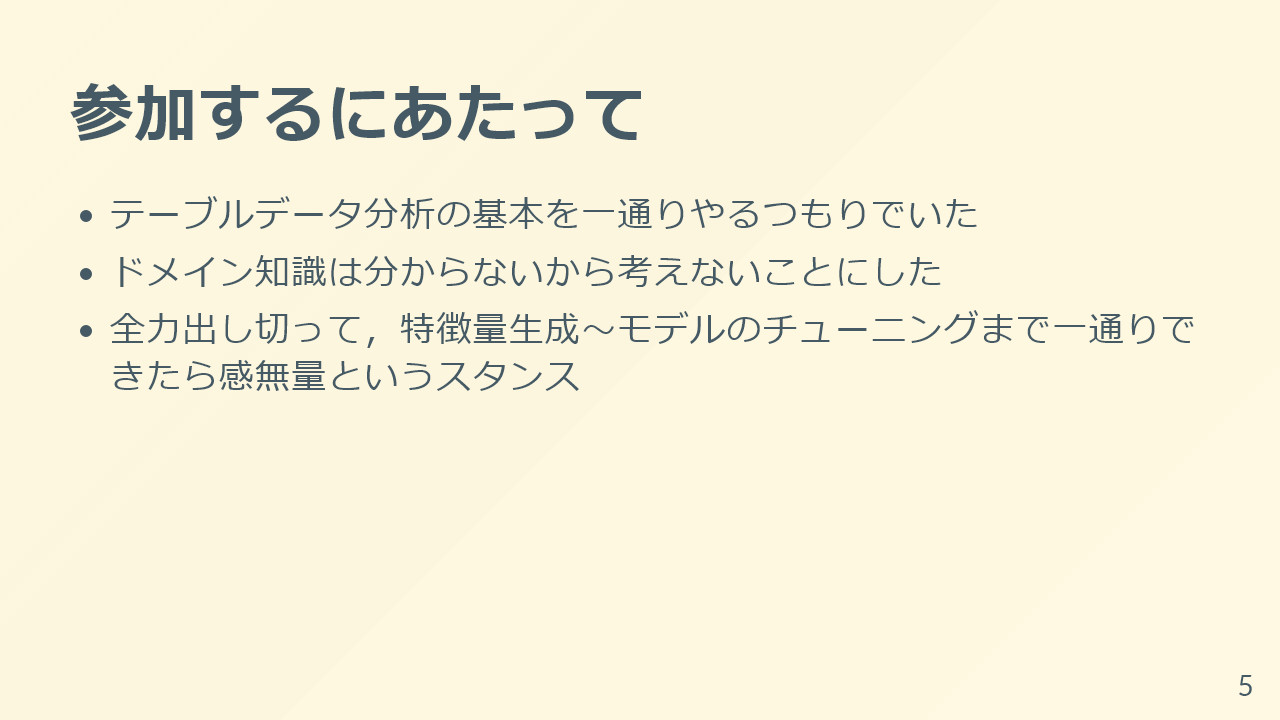 参加するにあたって
• テーブルデータ分析の基本を一通りやるつもりでいた
• ドメイン知識は分からないから考えないことにした
• 全力出し切って，特徴量生成〜モデルのチューニングまで一通りで
きたら感無量というスタンス
5